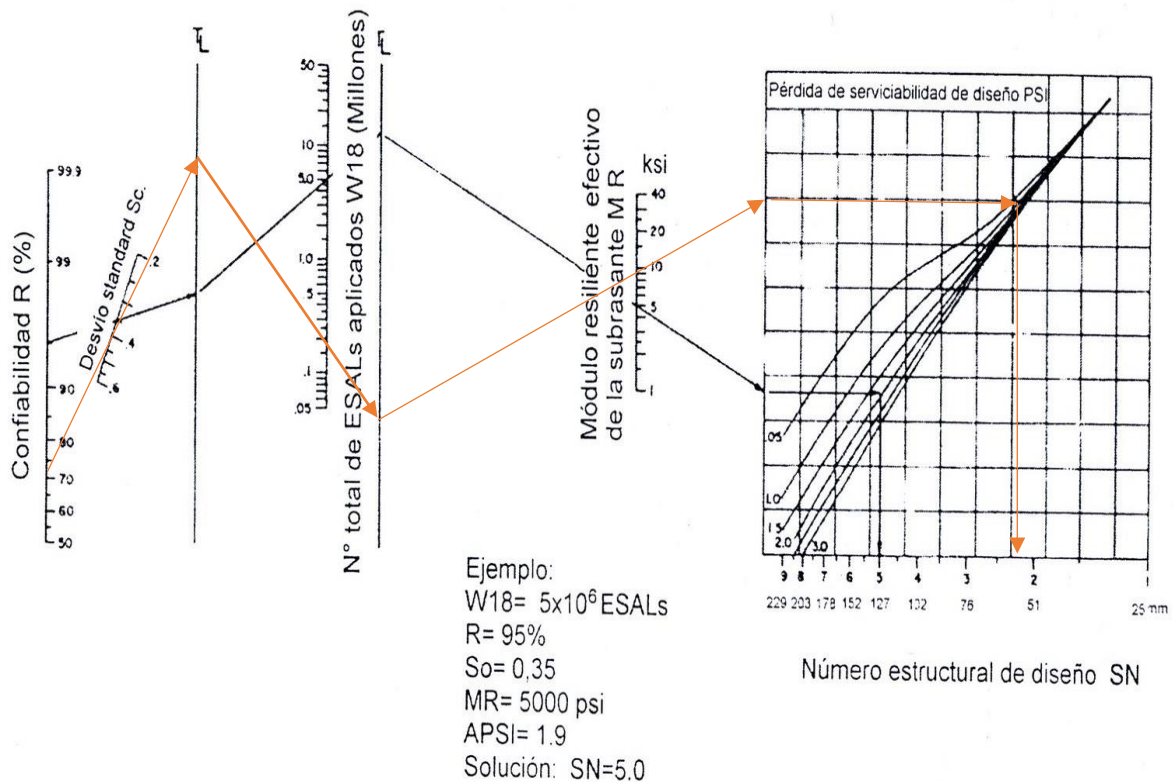 TL
TL
Confiabilidad R (%)
99.9
99
90
80
70
60
50
Desvío standard Sc.
.2
.4
.6
N° total de ESALs aplicados W18 (Millones)
50
10
5.0
1.0
.5
.1
.05
Módulo resiliente efectivo
de la subrasante M R
ksi
40
20
10
5
1
Pérdida de serviciabilidad de diseño PSI
.05
1.0
1.5
2.0
3.0
9 8 7 6 5 4 3 2 1
229 203 178 152 127 102 76 51 25 mm
Número estructural de diseño SN
Ejemplo:
W18= 5x10⁶ ESALs
R= 95%
So= 0,35
MR= 5000 psi
APSI= 1.9
Solución: SN=5.0